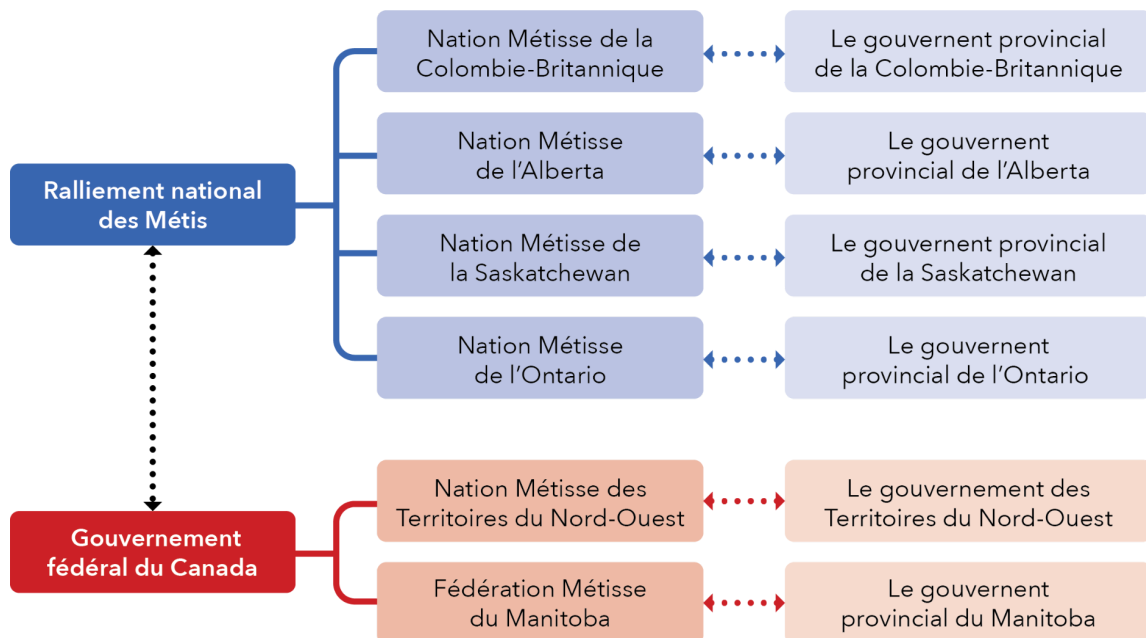 Ralliement national
des Métis
Nation Métisse de la
Colombie-Britannique
Le gouvernent provincial
de la Colombie-Britannique
Nation Métisse
de l’Alberta
Le gouvernent
provincial de l’Alberta
Nation Métisse de
la Saskatchewan
Le gouvernent provincial
de la Saskatchewan
Nation Métisse
de l’Ontario
Le gouvernent
provincial de l’Ontario
Gouvernement
fédéral du Canada
Nation Métisse des
Territoires du Nord-Ouest
Le gouvernement des
Territoires du Nord-Ouest
Fédération Métisse
du Manitoba
Le gouvernent
provincial du Manitoba